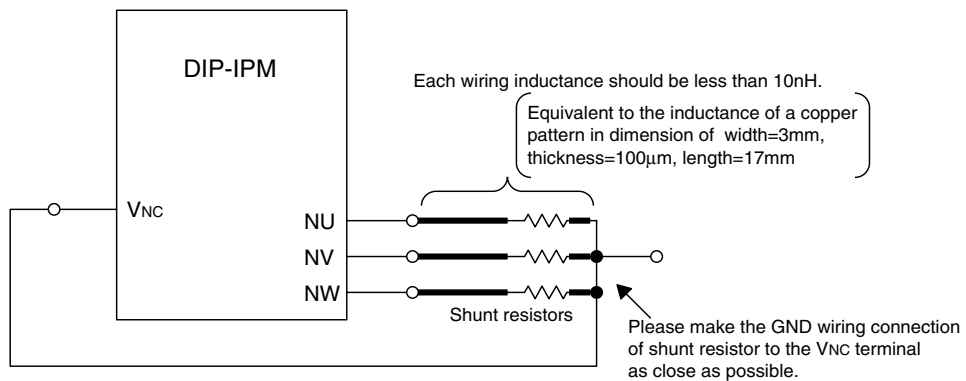 DIP-IPM
Each wiring inductance should be less than 10nH.
Equivalent to the inductance of a copper
pattern in dimension of width=3mm,
thickness=100μm, length=17mm
VNC
NU
NV
NW
Shunt resistors
Please make the GND wiring connection
of shunt resistor to the VNC terminal
as close as possible.